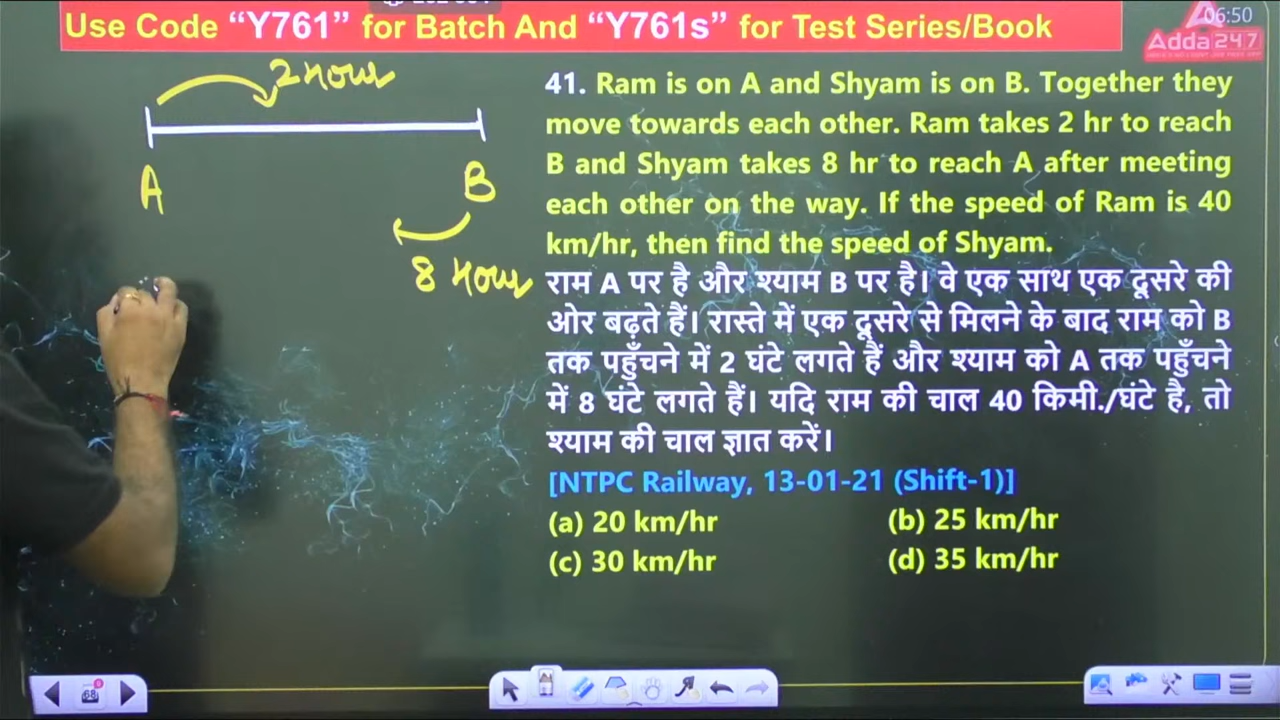 Use Code “Y761” for Batch And “Y761s” for Test Series/Book
06:50
Adda247
2 Hour
A
B
8 Hour
41. Ram is on A and Shyam is on B. Together they
move towards each other. Ram takes 2 hr to reach
B and Shyam takes 8 hr to reach A after meeting
each other on the way. If the speed of Ram is 40
km/hr, then find the speed of Shyam.
राम A पर है और श्याम B पर है। वे एक साथ एक दूसरे की
ओर बढ़ते हैं। रास्ते में एक दूसरे से मिलने के बाद राम को B
तक पहुँचने में 2 घंटे लगते हैं और श्याम को A तक पहुँचने
में 8 घंटे लगते हैं। यदि राम की चाल 40 किमी./घंटे है, तो
श्याम की चाल ज्ञात करें।
[NTPC Railway, 13-01-21 (Shift-1)]
(a) 20 km/hr (b) 25 km/hr
(c) 30 km/hr (d) 35 km/hr
68